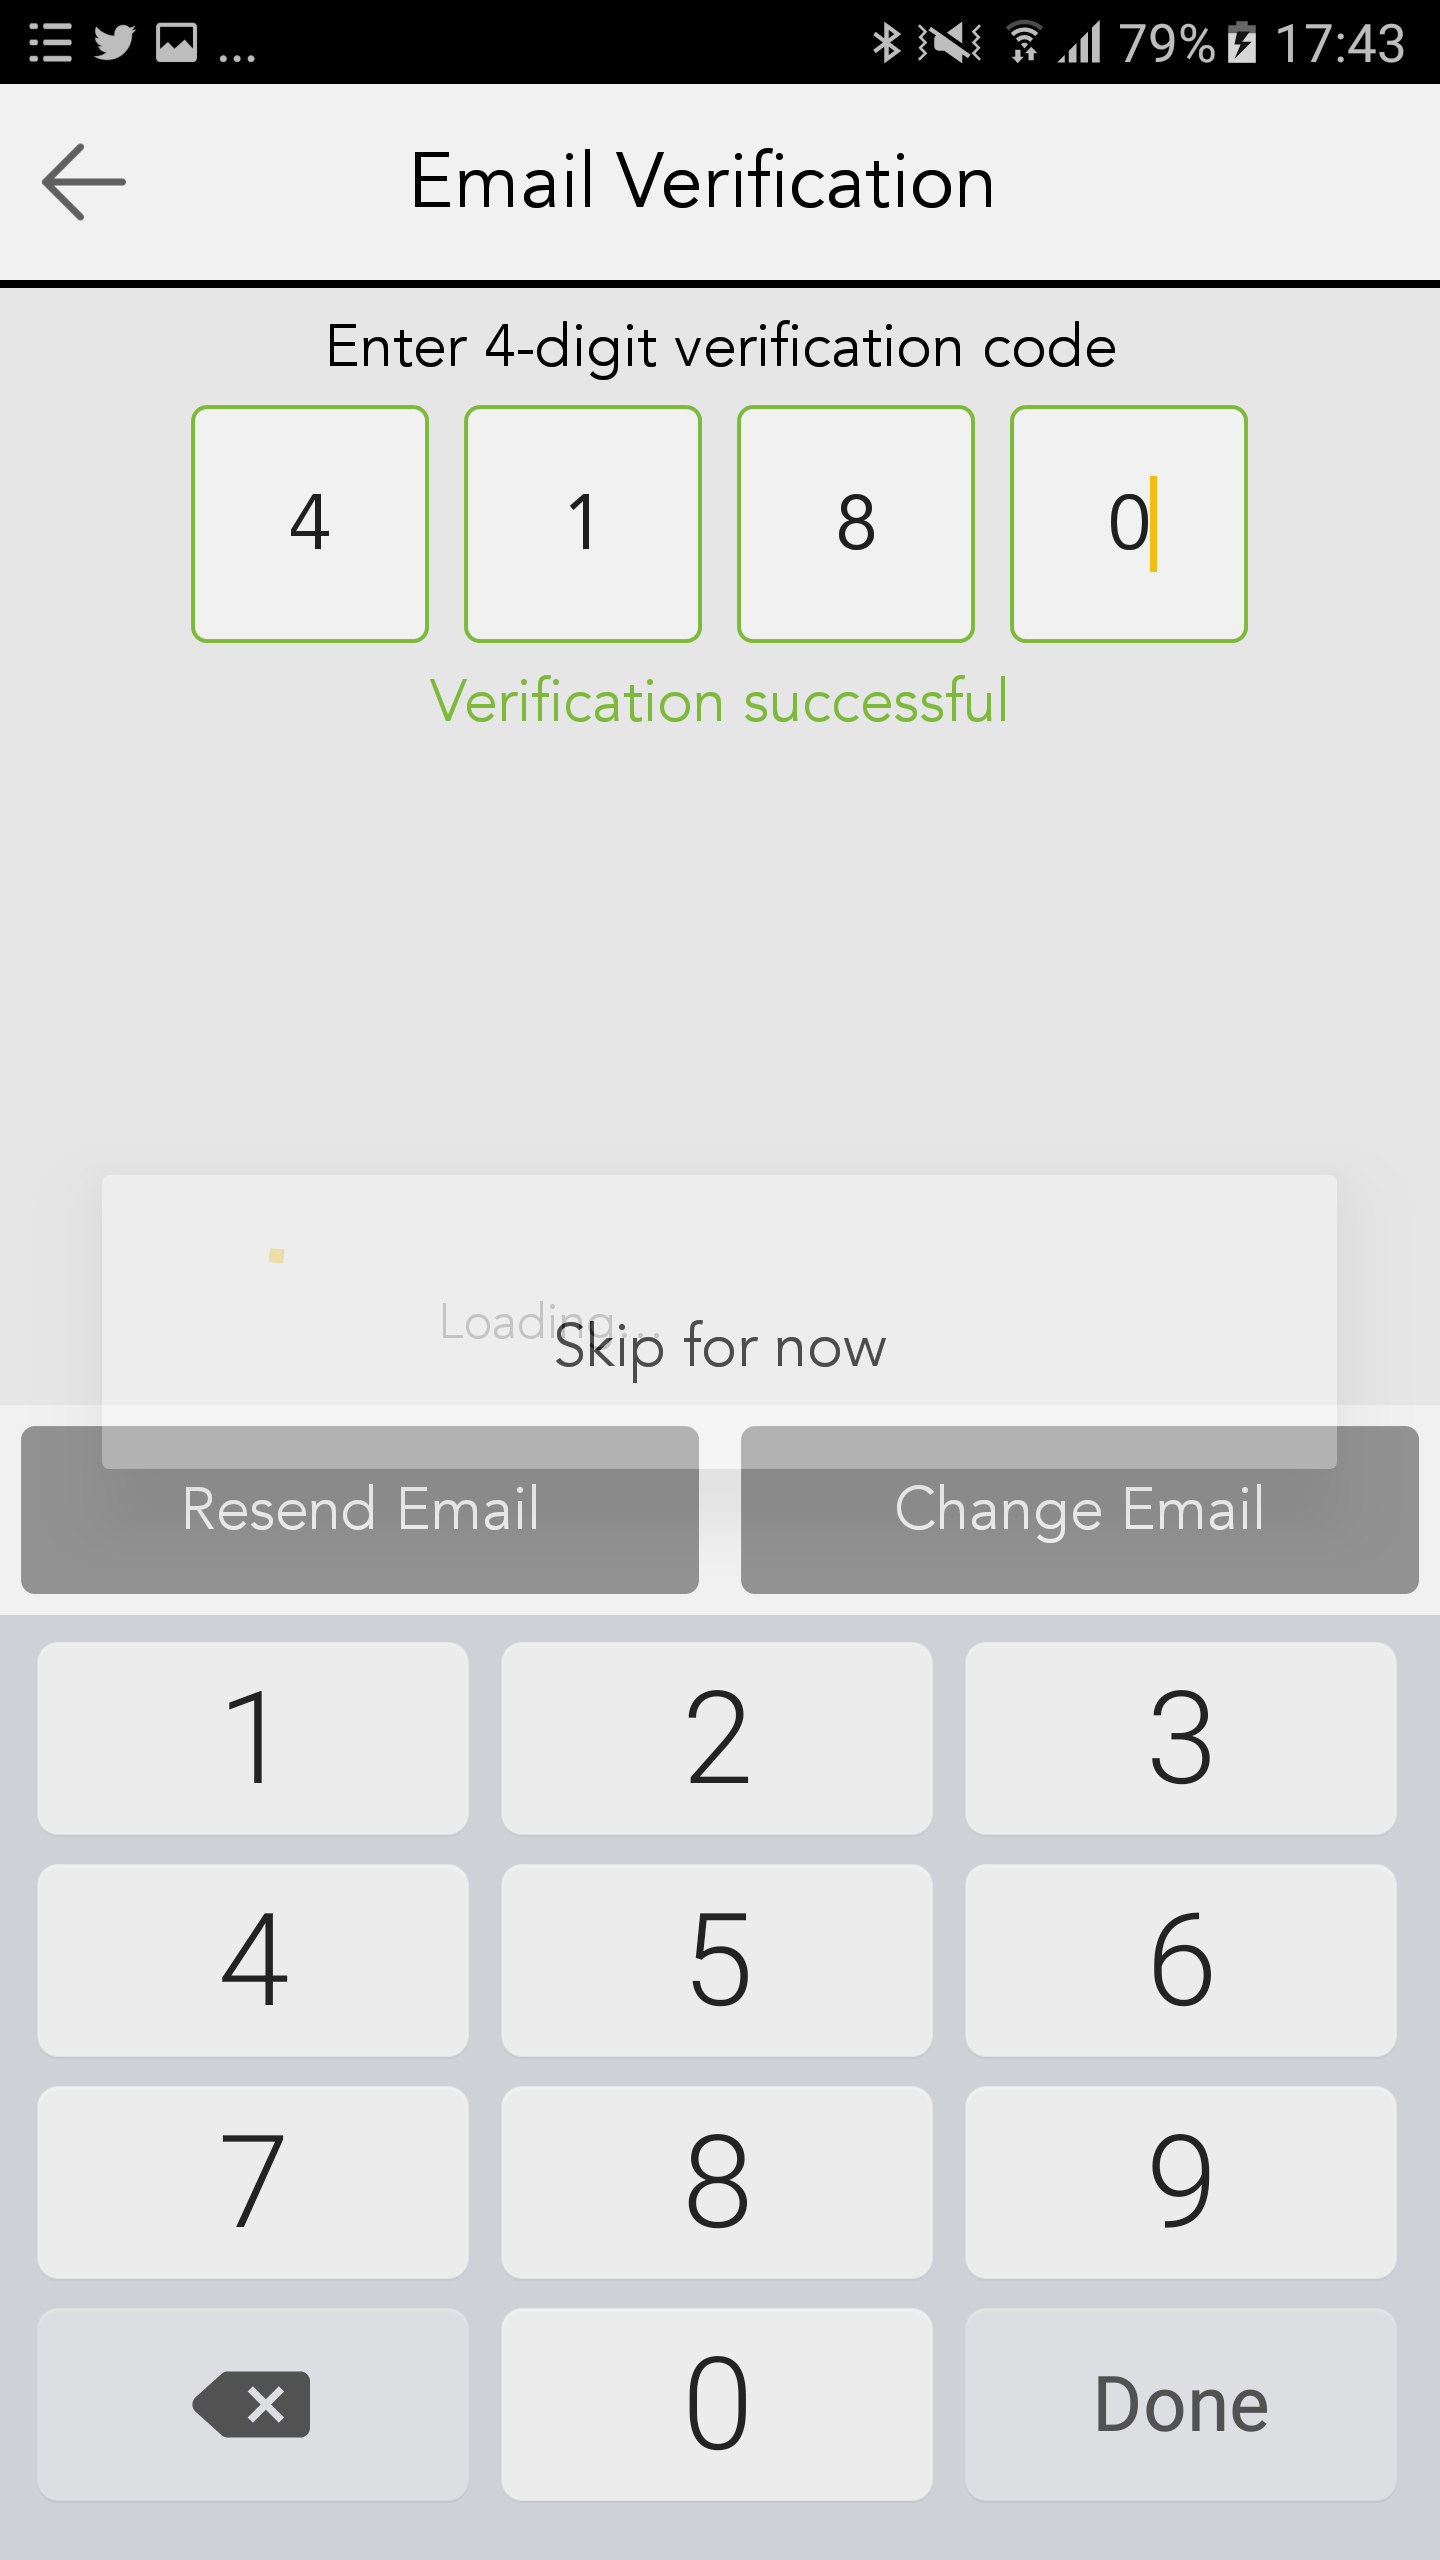 ... 79% 17:43
Email Verification
Enter 4-digit verification code
4 1 8 0
Verification successful
Loading...
Skip for now
Resend Email Change Email
1 2 3
4 5 6
7 8 9
0 Done